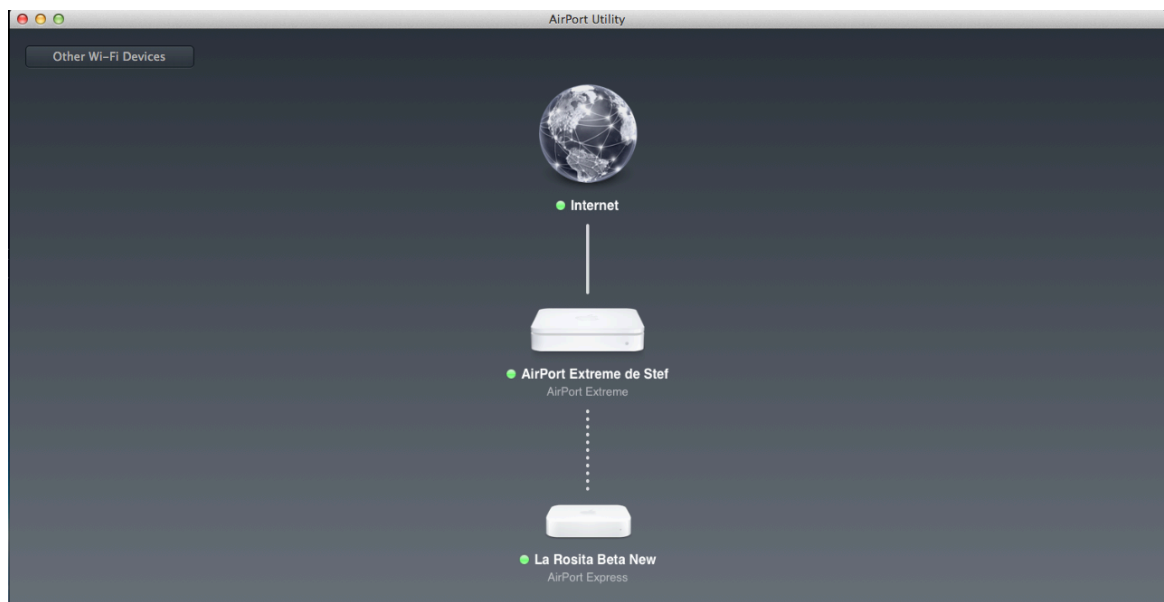 AirPort Utility
Other Wi-Fi Devices
Internet
AirPort Extreme de Stef
AirPort Extreme
La Rosita Beta New
AirPort Express